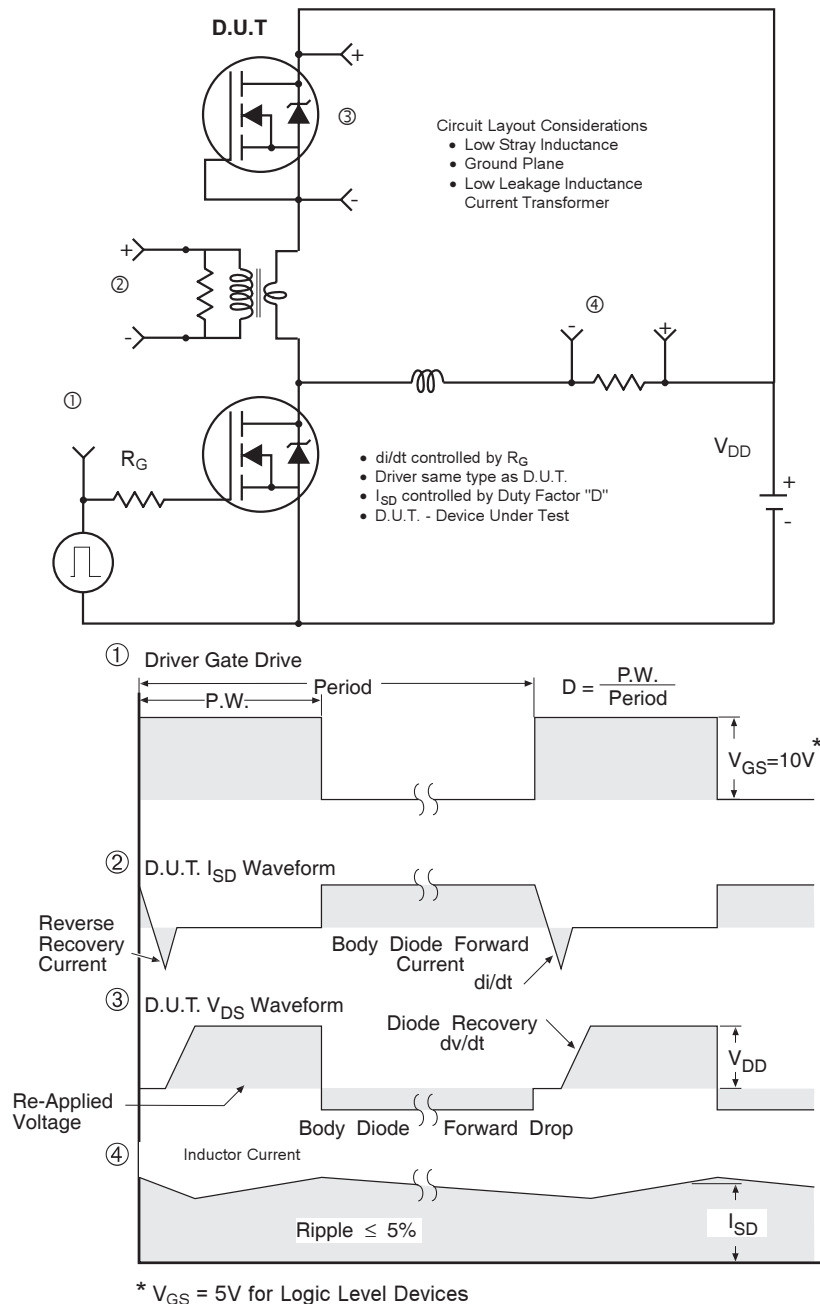 D.U.T
+
③
-
Circuit Layout Considerations
• Low Stray Inductance
• Ground Plane
• Low Leakage Inductance
Current Transformer
+
②
-
④
-
+
①
R_G
V_DD
+
-
• di/dt controlled by R_G
• Driver same type as D.U.T.
• I_SD controlled by Duty Factor "D"
• D.U.T. - Device Under Test
① Driver Gate Drive
Period
P.W.
D = P.W.
Period
V_GS=10V *
② D.U.T. I_SD Waveform
Reverse
Recovery
Current
Body Diode Forward
Current
di/dt
③ D.U.T. V_DS Waveform
Diode Recovery
dv/dt
V_DD
Re-Applied
Voltage
Body Diode Forward Drop
④ Inductor Current
Ripple ≤ 5%
I_SD
* V_GS = 5V for Logic Level Devices